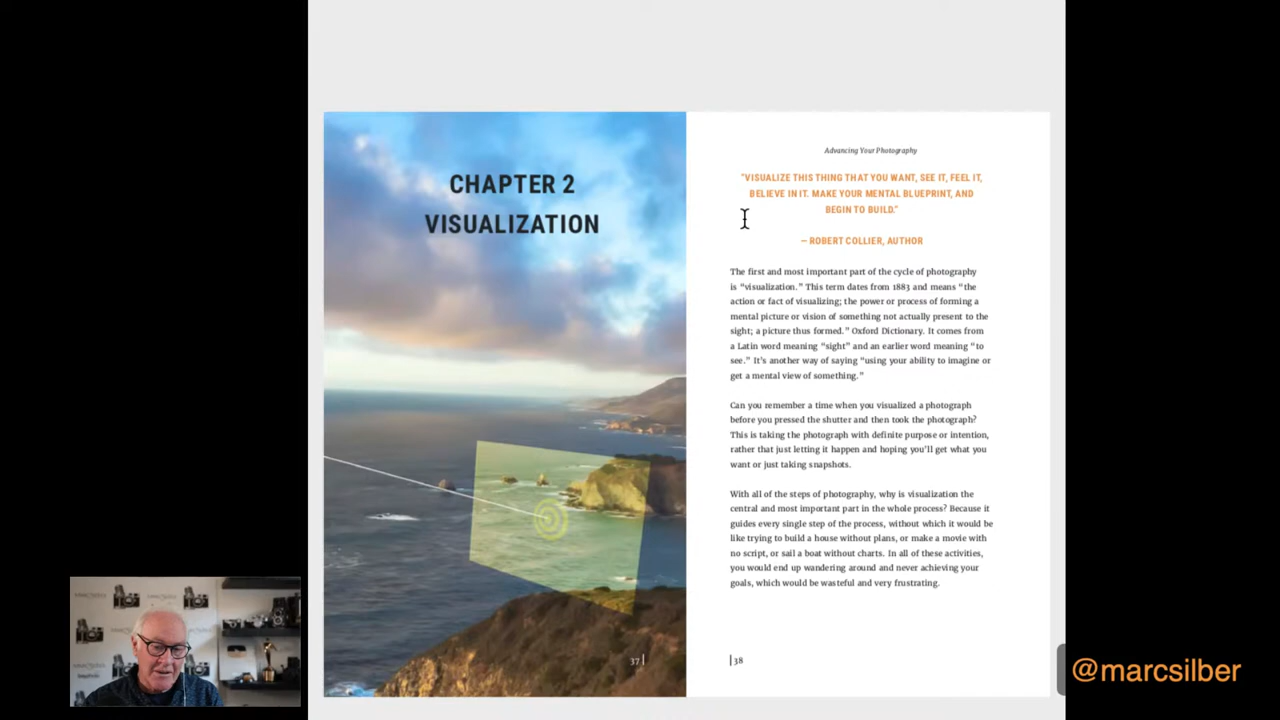 CHAPTER 2
VISUALIZATION
37
Advancing Your Photography
"VISUALIZE THIS THING THAT YOU WANT, SEE IT, FEEL IT,
BELIEVE IN IT. MAKE YOUR MENTAL BLUEPRINT, AND
BEGIN TO BUILD."
— ROBERT COLLIER, AUTHOR
The first and most important part of the cycle of photography
is “visualization.” This term dates from 1883 and means “the
action or fact of visualizing; the power or process of forming a
mental picture or vision of something not actually present to the
sight; a picture thus formed.” Oxford Dictionary. It comes from
a Latin word meaning “sight” and an earlier word meaning “to
see.” It’s another way of saying “using your ability to imagine or
get a mental view of something.”
Can you remember a time when you visualized a photograph
before you pressed the shutter and then took the photograph?
This is taking the photograph with definite purpose or intention,
rather that just letting it happen and hoping you’ll get what you
want or just taking snapshots.
With all of the steps of photography, why is visualization the
central and most important part in the whole process? Because it
guides every single step of the process, without which it would be
like trying to build a house without plans, or make a movie with
no script, or sail a boat without charts. In all of these activities,
you would end up wandering around and never achieving your
goals, which would be wasteful and very frustrating.
38
@marcsilber